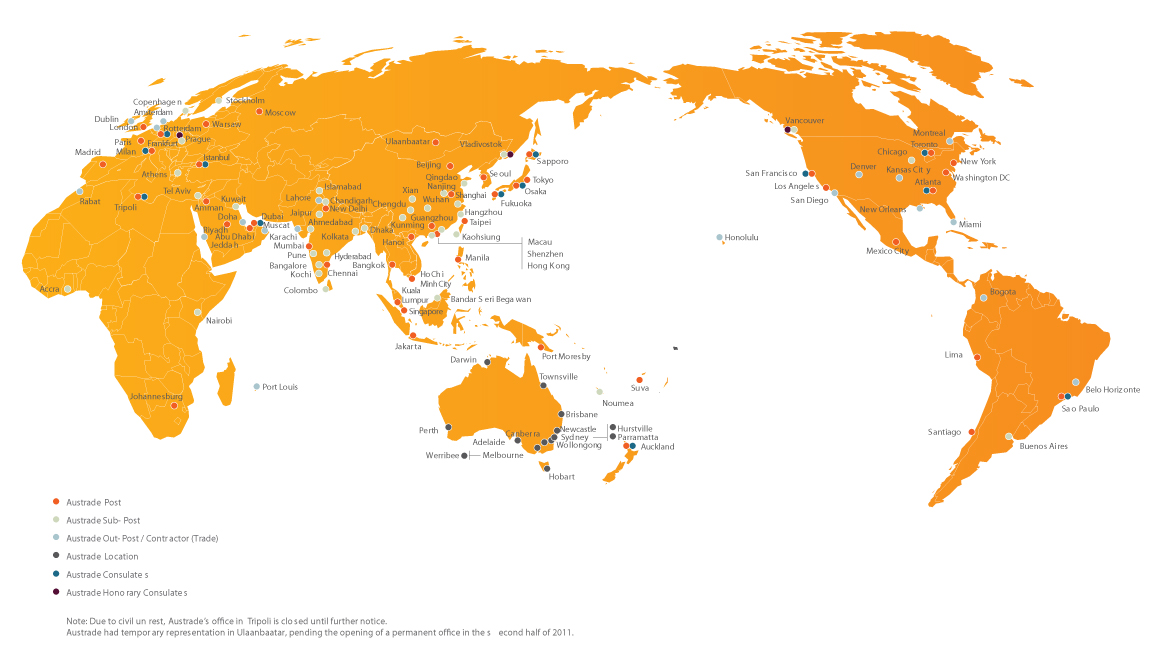 Copenhagen
Stockholm
Amsterdam
Moscow
Dublin
London
Rotterdam
Warsaw
Paris
Frankfurt
Prague
Milan
Madrid
Istanbul
Athens
Rabat
Tripoli
Tel Aviv
Amman
Kuwait
Doha
Dubai
Riyadh
Muscat
Abu Dhabi
Jeddah
Accra
Nairobi
Port Louis
Johannesburg
Islamabad
Lahore
Chandigarh
New Delhi
Jaipur
Ahmedabad
Karachi
Kolkata
Dhaka
Mumbai
Pune
Hyderabad
Bangalore
Chennai
Kochi
Colombo
Ulaanbaatar
Vladivostok
Beijing
Sapporo
Qingdao
Seoul
Nanjing
Tokyo
Xian
Shanghai
Osaka
Chengdu
Wuhan
Fukuoka
Hangzhou
Guangzhou
Taipei
Kunming
Kaohsiung
Hanoi
Macau
Shenzhen
Hong Kong
Bangkok
Manila
Ho Chi
Minh City
Kuala
Lumpur
Bandar Seri Begawan
Singapore
Jakarta
Port Moresby
Darwin
Townsville
Suva
Noumea
Brisbane
Perth
Newcastle
Hurstville
Canberra
Sydney
Parramatta
Adelaide
Wollongong
Auckland
Werribee
Melbourne
Hobart
Vancouver
Montreal
Toronto
Chicago
New York
Denver
Kansas City
San Francisco
Washington DC
Los Angeles
Atlanta
San Diego
New Orleans
Miami
Honolulu
Mexico City
Bogota
Lima
Belo Horizonte
Sao Paulo
Santiago
Buenos Aires
Austrade Post
Austrade Sub- Post
Austrade Out- Post / Contractor (Trade)
Austrade Location
Austrade Consulates
Austrade Honorary Consulates
Note: Due to civil un rest, Austrade's office in Tripoli is closed until further notice.
Austrade had temporary representation in Ulaanbaatar, pending the opening of a permanent office in the s econd half of 2011.